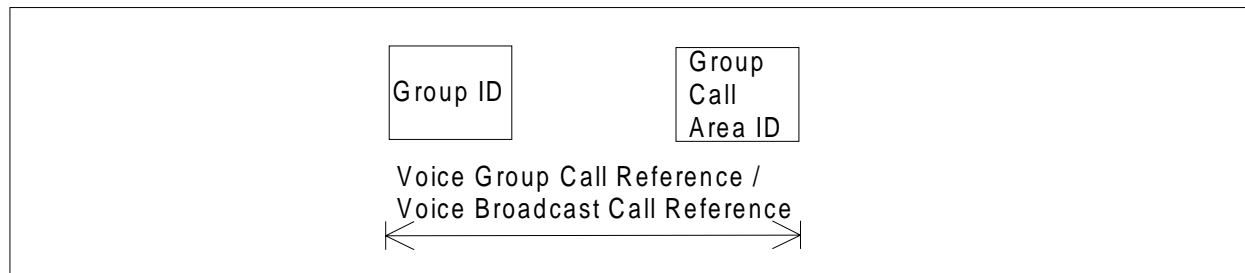 Group ID
Group
Call
Area ID
Voice Group Call Reference /
Voice Broadcast Call Reference